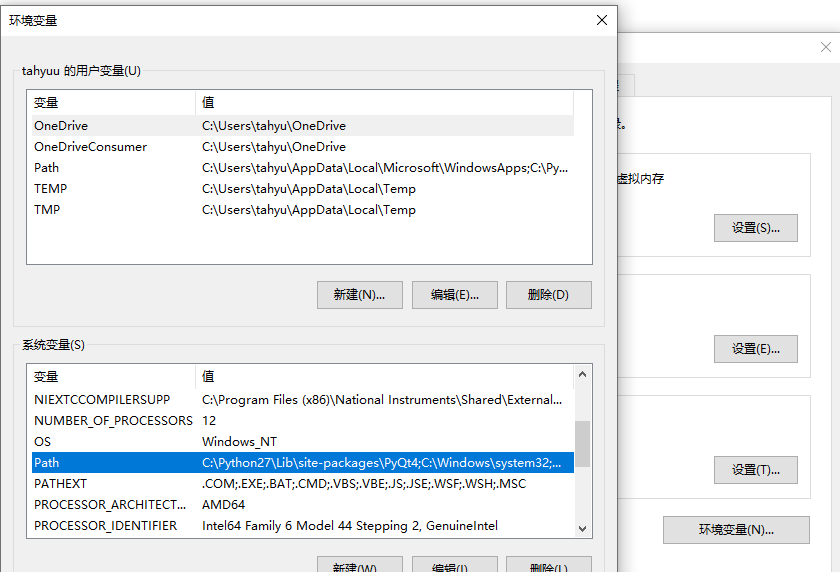 环境变量
tahyuu 的用户变量(U)
变量 值
OneDrive C:\Users\tahyu\OneDrive
OneDriveConsumer C:\Users\tahyu\OneDrive
Path C:\Users\tahyu\AppData\Local\Microsoft\WindowsApps;C:\Py...
TEMP C:\Users\tahyu\AppData\Local\Temp
TMP C:\Users\tahyu\AppData\Local\Temp
新建(N)... 编辑(E)... 删除(D)
系统变量(S)
变量 值
NIEXTCCOMPILERSUPP C:\Program Files (x86)\National Instruments\Shared\External...
NUMBER_OF_PROCESSORS 12
OS Windows_NT
Path C:\Python27\Lib\site-packages\PyQt4;C:\Windows\system32;...
PATHEXT .COM;.EXE;.BAT;.CMD;.VBS;.VBE;.JS;.JSE;.WSF;.WSH;.MSC
PROCESSOR_ARCHITECT... AMD64
PROCESSOR_IDENTIFIER Intel64 Family 6 Model 44 Stepping 2, GenuineIntel
新建(W)... 编辑(I)... 删除(L)
虚拟内存
设置(S)...
设置(E)...
设置(T)...
环境变量(N)...